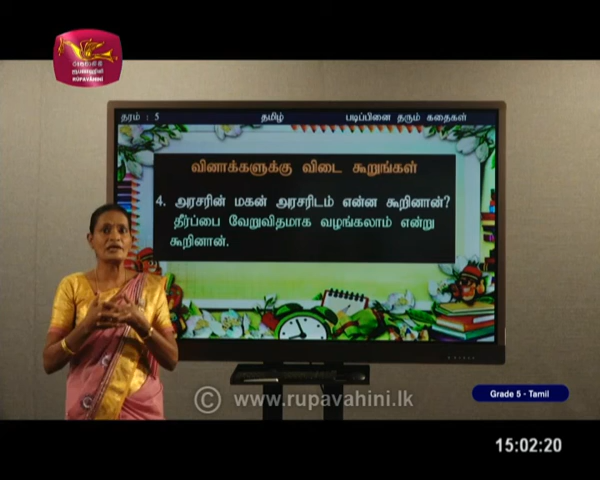 RUPAVAHINI
தரம் : 5 தமிழ் படிப்பினை தரும் கதைகள்
வினாக்களுக்கு விடை கூறுங்கள்
4. அரசரின் மகன் அரசரிடம் என்ன கூறினான்?
தீர்ப்பை வேறுவிதமாக வழங்கலாம் என்று
கூறினான்.
Grade 5 - Tamil
© www.rupavahini.lk
15:02:20